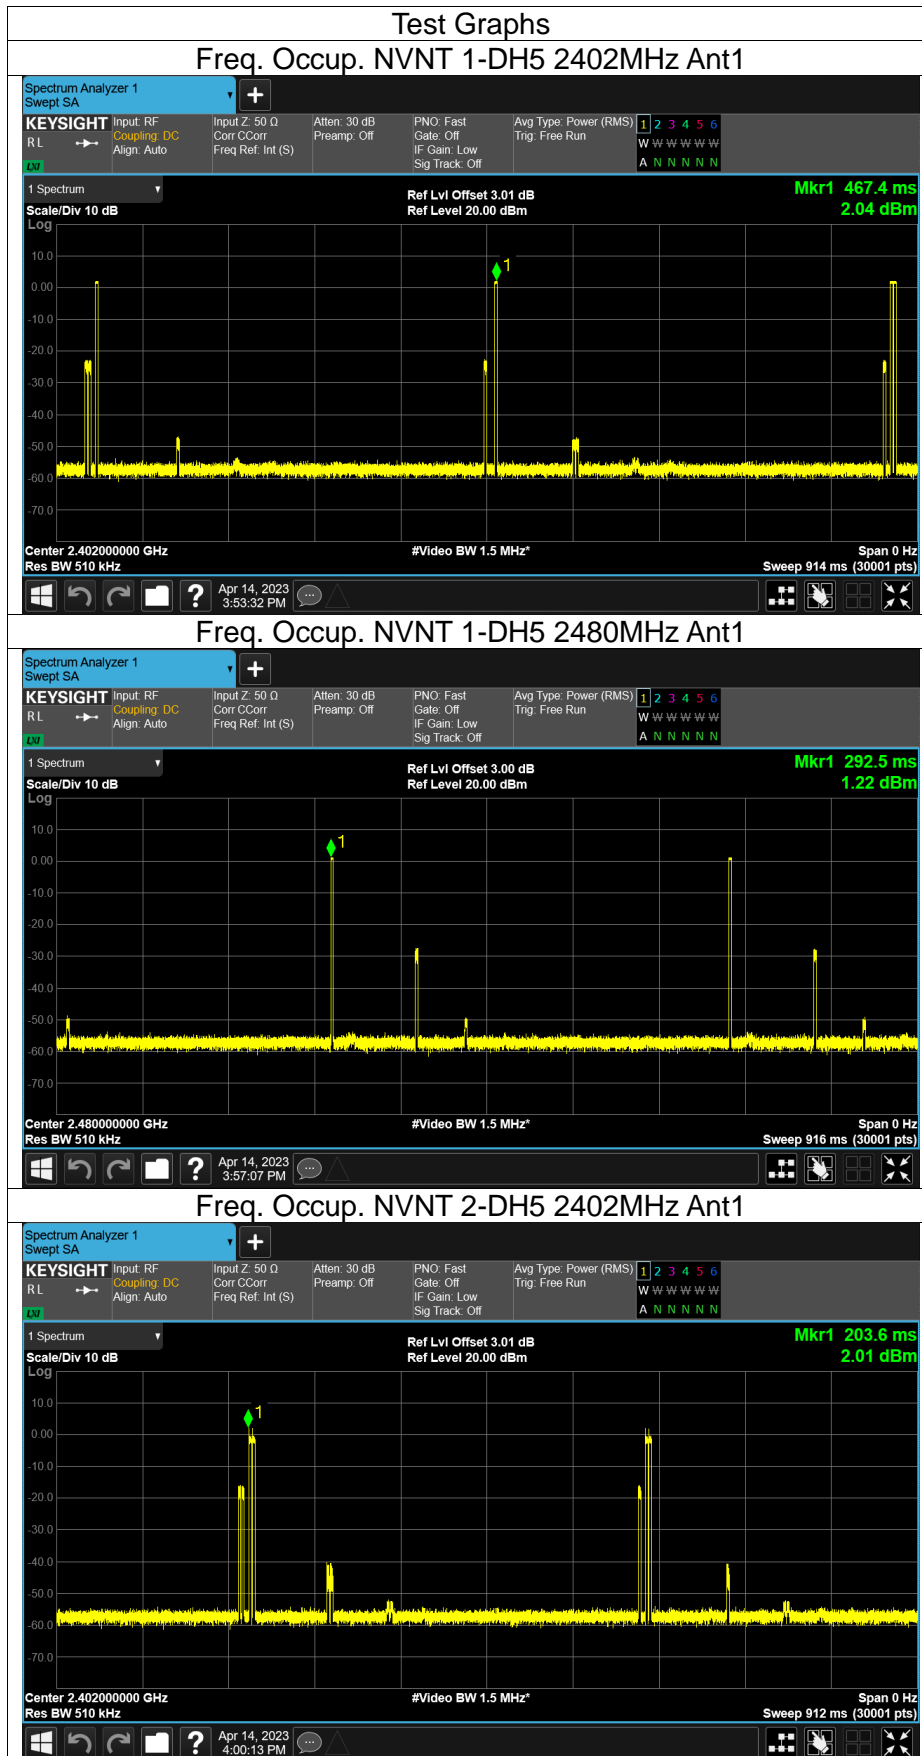 Test Graphs
Freq. Occup. NVNT 1-DH5 2402MHz Ant1
Spectrum Analyzer 1
Swept SA
+
KEYSIGHT Input: RF Input Z: 50 Ω Atten: 30 dB PNO: Fast Avg Type: Power (RMS) 1 2 3 4 5 6
R L Coupling: DC Corr CCorr Preamp: Off Gate: Off Trig: Free Run W W W W W W
Align: Auto Freq Ref: Int (S) IF Gain: Low
LXI Sig Track: Off A N N N N N
1 Spectrum Ref Lvl Offset 3.01 dB Mkr1 467.4 ms
Scale/Div 10 dB Ref Level 20.00 dBm 2.04 dBm
Log
1
10.0
0.00
-10.0
-20.0
-30.0
-40.0
-50.0
-60.0
-70.0
Center 2.402000000 GHz #Video BW 1.5 MHz* Span 0 Hz
Res BW 510 kHz Sweep 914 ms (30001 pts)
? Apr 14, 2023
3:53:32 PM
Freq. Occup. NVNT 1-DH5 2480MHz Ant1
Spectrum Analyzer 1
Swept SA
+
KEYSIGHT Input: RF Input Z: 50 Ω Atten: 30 dB PNO: Fast Avg Type: Power (RMS) 1 2 3 4 5 6
R L Coupling: DC Corr CCorr Preamp: Off Gate: Off Trig: Free Run W W W W W W
Align: Auto Freq Ref: Int (S) IF Gain: Low
LXI Sig Track: Off A N N N N N
1 Spectrum Ref Lvl Offset 3.00 dB Mkr1 292.5 ms
Scale/Div 10 dB Ref Level 20.00 dBm 1.22 dBm
Log
10.0
1
0.00
-10.0
-20.0
-30.0
-40.0
-50.0
-60.0
-70.0
Center 2.480000000 GHz #Video BW 1.5 MHz* Span 0 Hz
Res BW 510 kHz Sweep 916 ms (30001 pts)
? Apr 14, 2023
3:57:07 PM
Freq. Occup. NVNT 2-DH5 2402MHz Ant1
Spectrum Analyzer 1
Swept SA
+
KEYSIGHT Input: RF Input Z: 50 Ω Atten: 30 dB PNO: Fast Avg Type: Power (RMS) 1 2 3 4 5 6
R L Coupling: DC Corr CCorr Preamp: Off Gate: Off Trig: Free Run W W W W W W
Align: Auto Freq Ref: Int (S) IF Gain: Low
LXI Sig Track: Off A N N N N N
1 Spectrum Ref Lvl Offset 3.01 dB Mkr1 203.6 ms
Scale/Div 10 dB Ref Level 20.00 dBm 2.01 dBm
Log
10.0
1
0.00
-10.0
-20.0
-30.0
-40.0
-50.0
-60.0
-70.0
Center 2.402000000 GHz #Video BW 1.5 MHz* Span 0 Hz
Res BW 510 kHz Sweep 912 ms (30001 pts)
? Apr 14, 2023
4:00:13 PM